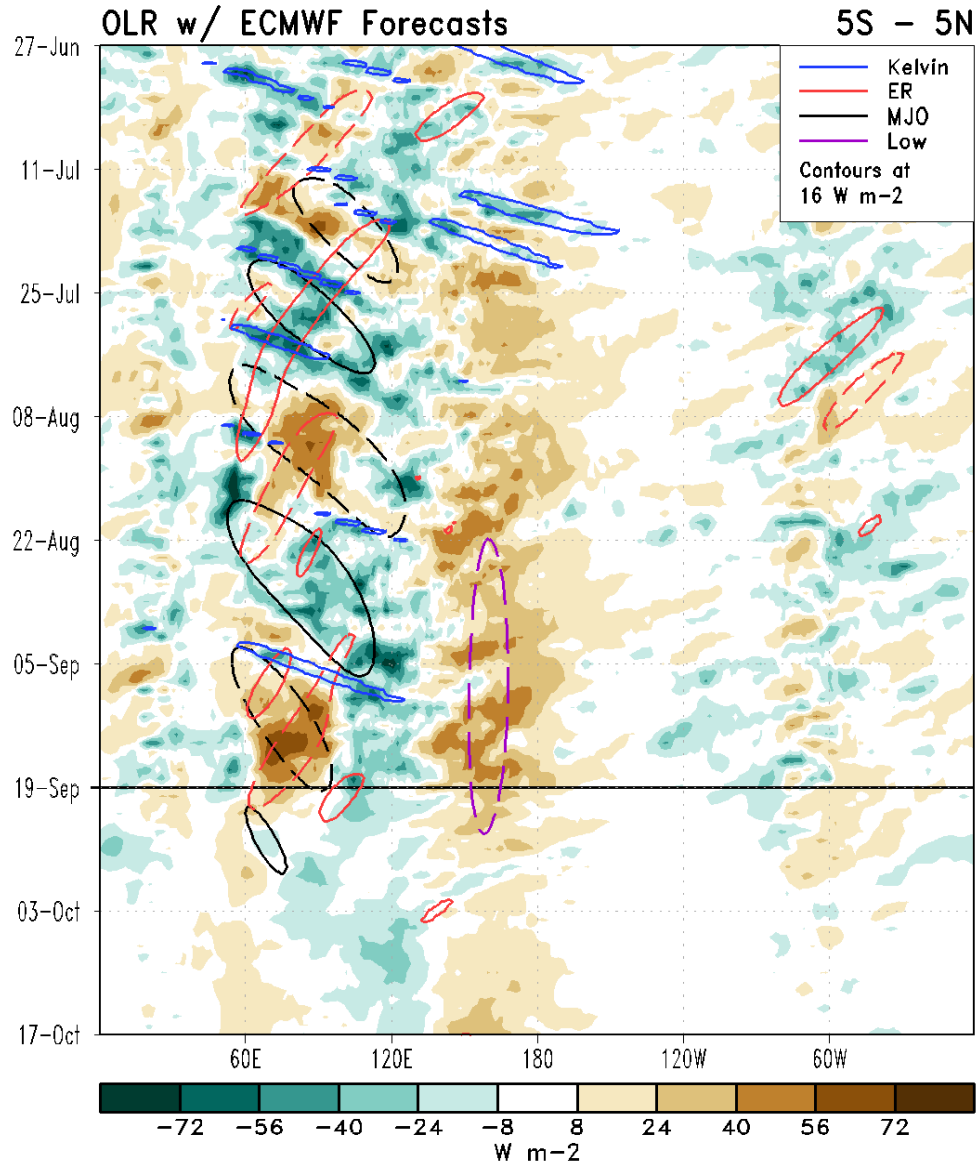 OLR w/ ECMWF Forecasts 5S - 5N
Kelvin
ER
MJO
Low
Contours at
16 W m-2
27-Jun
11-Jul
25-Jul
08-Aug
22-Aug
05-Sep
19-Sep
03-Oct
17-Oct
60E 120E 180 120W 60W
-72 -56 -40 -24 -8 8 24 40 56 72
W m-2